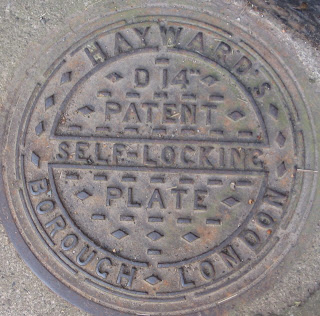 HAYWARD'S
D 14"
PATENT
SELF-LOCKING
PLATE
BOROUGH LONDON